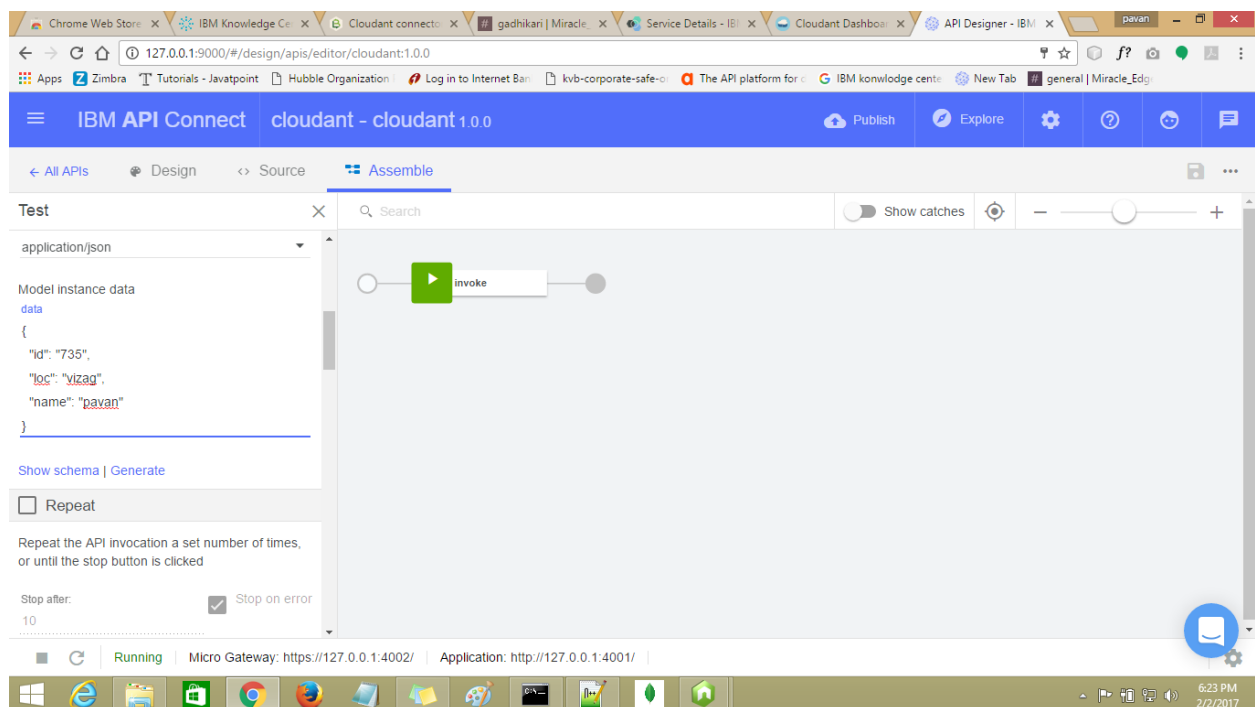 Chrome Web Store
IBM Knowledge Ce
Cloudant connecto
gadhikari | Miracle_
Service Details - IB
Cloudant Dashboa
API Designer - IBM
pavan
127.0.0.1:9000/#/design/apis/editor/cloudant:1.0.0
f?
Apps Zimbra Tutorials - Javatpoint Hubble Organization Log in to Internet Ban kvb-corporate-safe-o The API platform for IBM konwlodge cente New Tab general | Miracle_Edg
IBM API Connect cloudant - cloudant 1.0.0 Publish Explore
← All APIs Design <> Source Assemble
Test
Search
Show catches
application/json
invoke
Model instance data
data
{
"id": "735",
"loc": "vizag",
"name": "pavan"
}
Show schema | Generate
Repeat
Repeat the API invocation a set number of times,
or until the stop button is clicked
Stop after:
Stop on error
10
Running Micro Gateway: https://127.0.0.1:4002/ Application: http://127.0.0.1:4001/
6:23 PM
2/2/2017